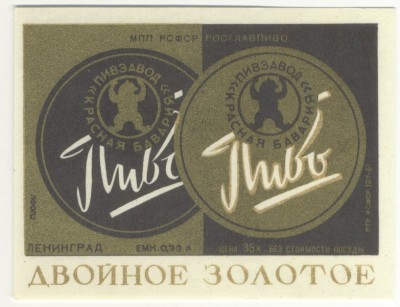 МПП РСФСР РОСГЛАВПИВО
ПИВЗАВОД
"КРАСНАЯ БАВАРИЯ"
ПИВЗАВОД
"КРАСНАЯ БАВАРИЯ"
Пиво
Пиво
ЛЕНИНГРАД ЕМК. 0,33 л
ЦЕНА 35к. БЕЗ СТОИМОСТИ ПОСУДЫ
ДВОЙНОЕ ЗОЛОТОЕ